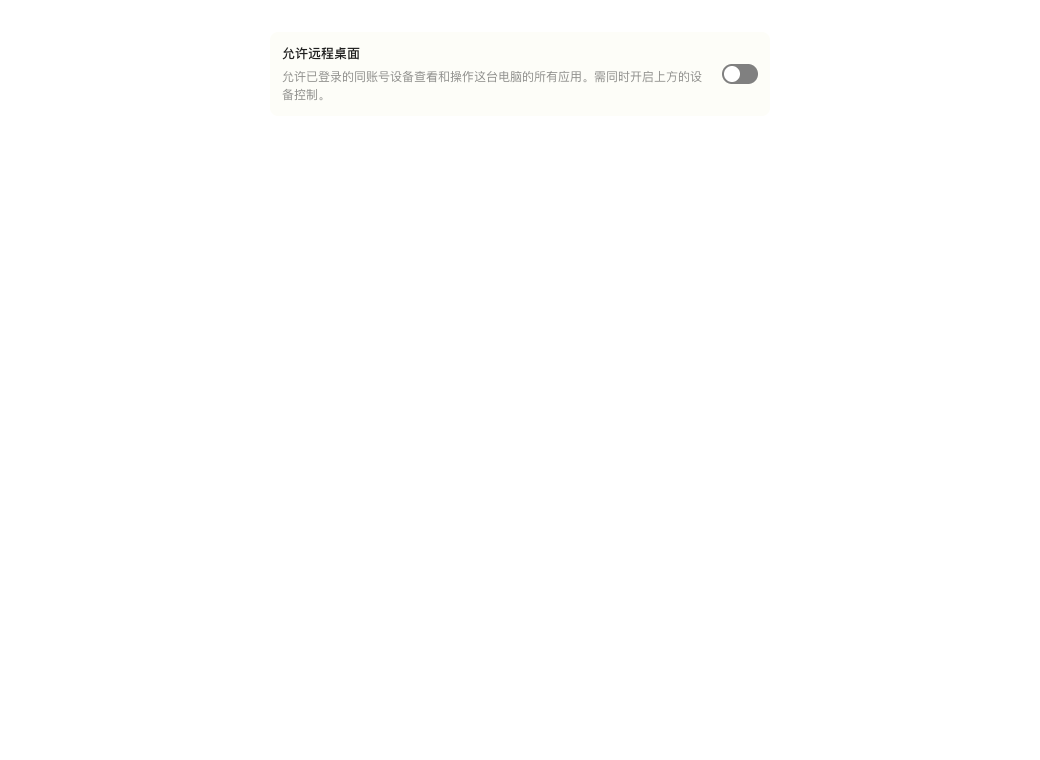 允许远程桌面
允许已登录的同账号设备查看和操作这台电脑的所有应用。需同时开启上方的设
备控制。